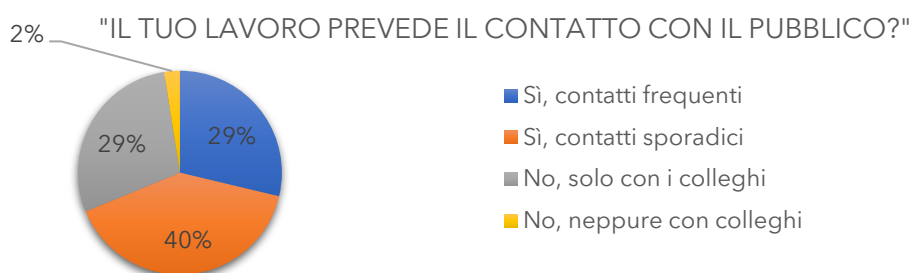 "IL TUO LAVORO PREVEDE IL CONTATTO CON IL PUBBLICO?"
2%
29%
29%
40%
Sì, contatti frequenti
Sì, contatti sporadici
No, solo con i colleghi
No, neppure con colleghi